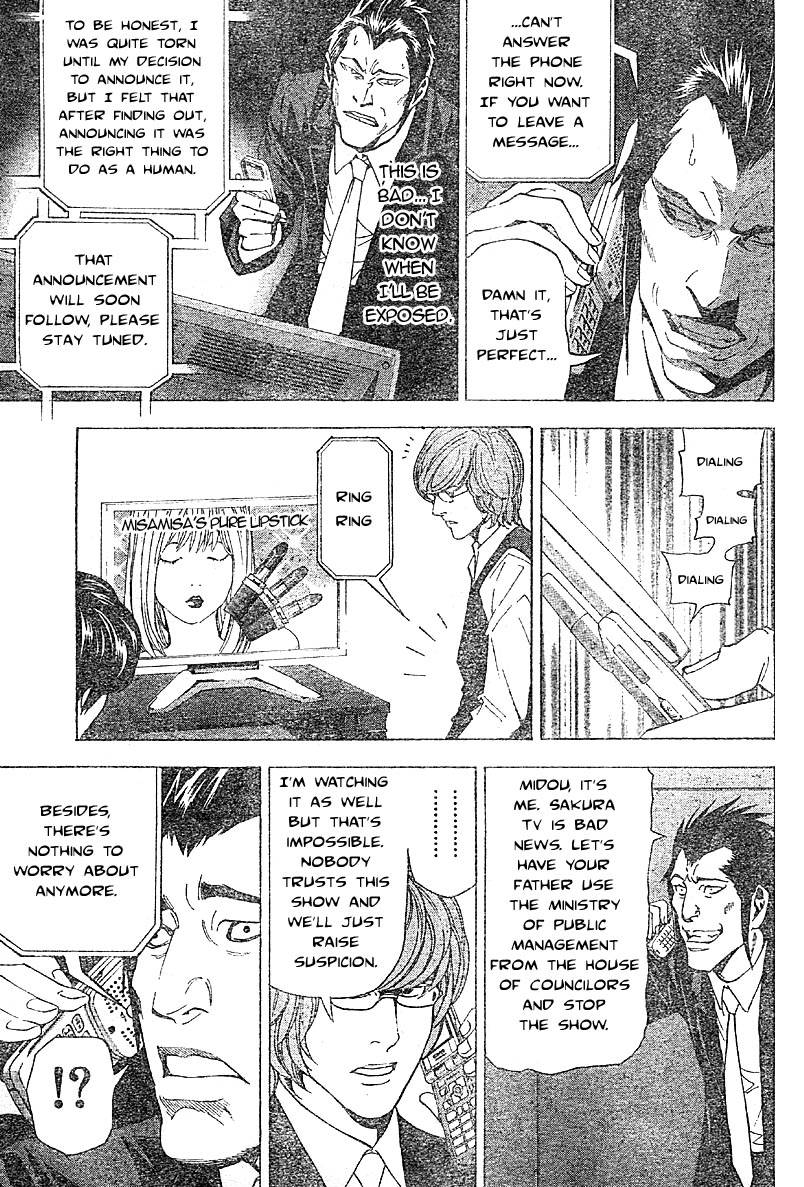 ...CAN'T
ANSWER
THE PHONE
RIGHT NOW.
IF YOU WANT
TO LEAVE A
MESSAGE...
DAMN IT,
THAT'S
JUST
PERFECT...
TO BE HONEST, I
WAS QUITE TORN
UNTIL MY DECISION
TO ANNOUNCE IT,
BUT I FELT THAT
AFTER FINDING OUT,
ANNOUNCING IT WAS
THE RIGHT THING TO
DO AS A HUMAN.
THIS IS
BAD... I
DON'T
KNOW
WHEN
I'LL BE
EXPOSED.
THAT
ANNOUNCEMENT
WILL SOON
FOLLOW, PLEASE
STAY TUNED.
DIALING
DIALING
DIALING
RING
RING
MISAMISA'S PURE LIPSTICK
MIDOU, IT'S
ME. SAKURA
TV IS BAD
NEWS. LET'S
HAVE YOUR
FATHER USE
THE MINISTRY
OF PUBLIC
MANAGEMENT
FROM THE HOUSE
OF COUNCILORS
AND STOP
THE SHOW.
.........
I'M WATCHING
IT AS WELL
BUT THAT'S
IMPOSSIBLE.
NOBODY
TRUSTS THIS
SHOW AND
WE'LL JUST
RAISE
SUSPICION.
BESIDES,
THERE'S
NOTHING TO
WORRY ABOUT
ANYMORE.
!?